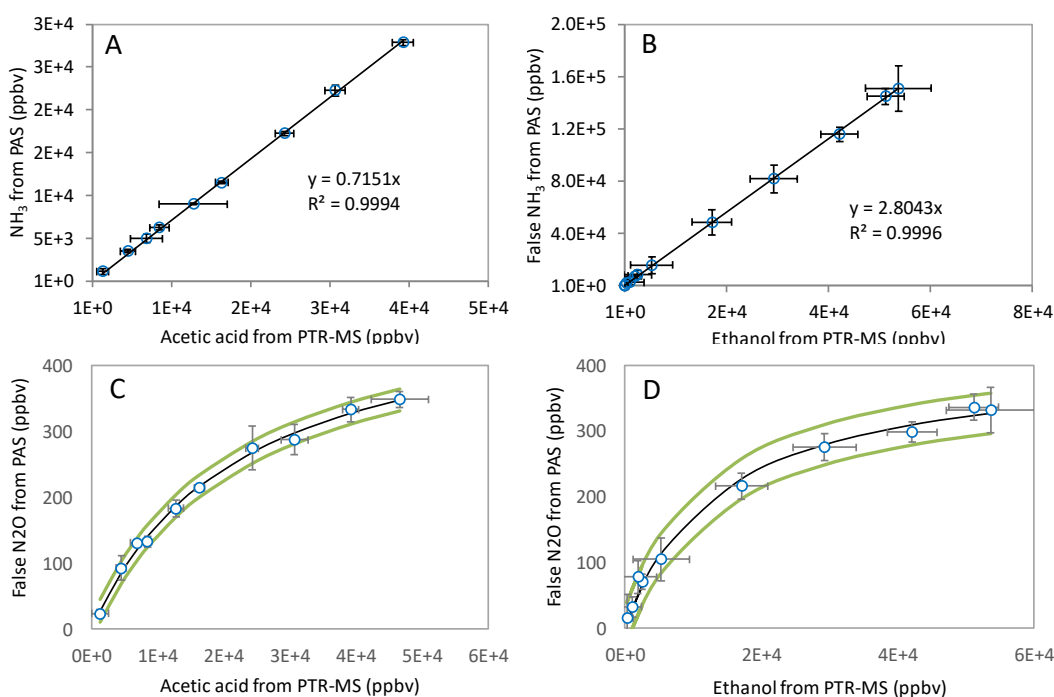 A
NH₃ from PAS (ppbv)
3E+4
3E+4
2E+4
2E+4
1E+4
5E+3
1E+0
y = 0.7151x
R² = 0.9994
1E+0 1E+4 2E+4 3E+4 4E+4 5E+4
Acetic acid from PTR-MS (ppbv)
B
False NH₃ from PAS (ppbv)
2.0E+5
1.6E+5
1.2E+5
8.0E+4
4.0E+4
1.0E+0
y = 2.8043x
R² = 0.9996
1E+0 2E+4 4E+4 6E+4 8E+4
Ethanol from PTR-MS (ppbv)
C
False N2O from PAS (ppbv)
400
300
200
100
0
0E+0 1E+4 2E+4 3E+4 4E+4 5E+4 6E+4
Acetic acid from PTR-MS (ppbv)
D
False N2O from PAS (ppbv)
400
300
200
100
0
0E+0 2E+4 4E+4 6E+4
Ethanol from PTR-MS (ppbv)